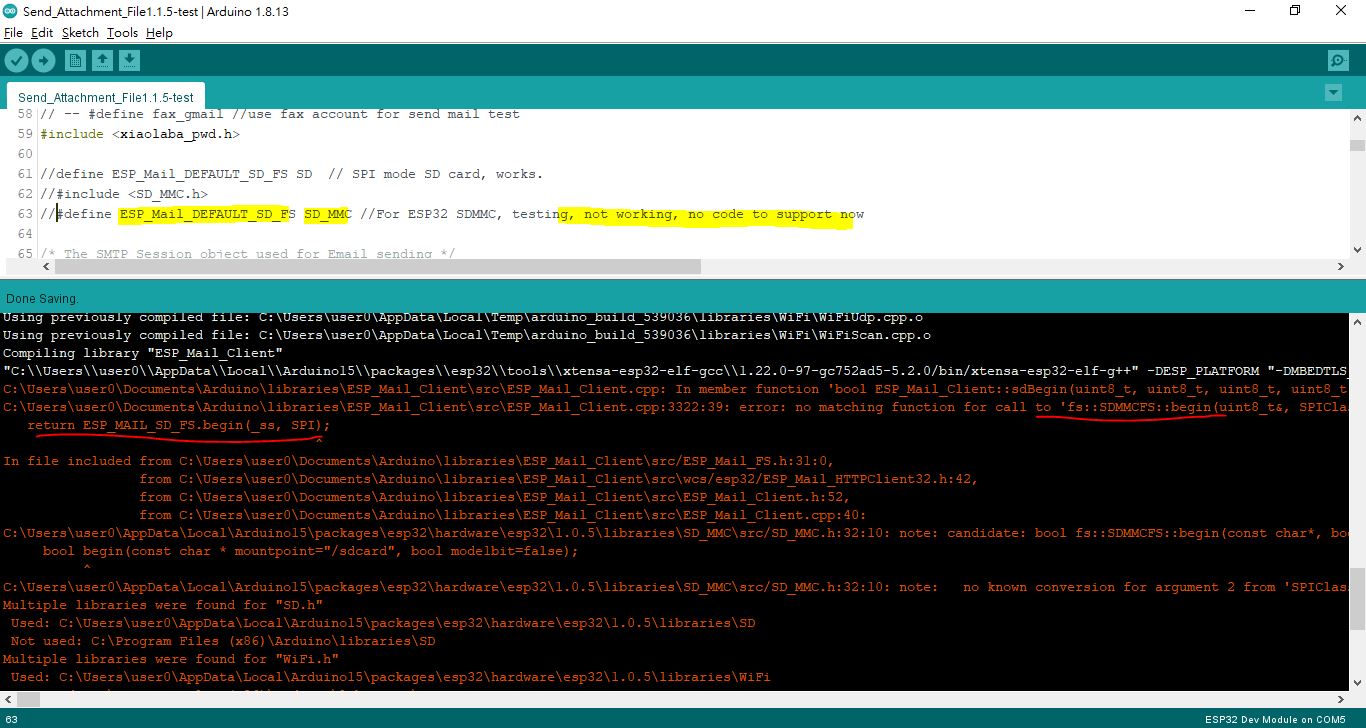 Send_Attachment_File1.1.5-test | Arduino 1.8.13
File Edit Sketch Tools Help
Send_Attachment_File1.1.5-test
58 // -- #define fax_gmail //use fax account for send mail test
59 #include <xiaolaba_pwd.h>
60
61 //define ESP_Mail_DEFAULT_SD_FS SD  // SPI mode SD card, works.
62 //#include <SD_MMC.h>
63 //#define ESP_Mail_DEFAULT_SD_FS SD_MMC //For ESP32 SDMMC, testing, not working, no code to support now
64
65 /* The SMTP Session object used for Email sending */
Done Saving.
Using previously compiled file: C:\Users\user0\AppData\Local\Temp\arduino_build_539036\libraries\WiFi\WiFiUdp.cpp.o
Using previously compiled file: C:\Users\user0\AppData\Local\Temp\arduino_build_539036\libraries\WiFi\WiFiScan.cpp.o
Compiling library "ESP_Mail_Client"
"C:\\Users\\user0\\AppData\\Local\\Arduino15\\packages\\esp32\\tools\\xtensa-esp32-elf-gcc\\1.22.0-97-gc752ad5-5.2.0/bin/xtensa-esp32-elf-g++" -DESP_PLATFORM "-DMBEDTLS_
C:\Users\user0\Documents\Arduino\libraries\ESP_Mail_Client\src\ESP_Mail_Client.cpp: In member function 'bool ESP_Mail_Client::sdBegin(uint8_t, uint8_t, uint8_t, uint8_t
C:\Users\user0\Documents\Arduino\libraries\ESP_Mail_Client\src\ESP_Mail_Client.cpp:3322:39: error: no matching function for call to 'fs::SDMMCFS::begin(uint8_t&, SPICla
return ESP_MAIL_SD_FS.begin(_ss, SPI);
^
In file included from C:\Users\user0\Documents\Arduino\libraries\ESP_Mail_Client\src/ESP_Mail_FS.h:31:0,
from C:\Users\user0\Documents\Arduino\libraries\ESP_Mail_Client\src\wcs/esp32/ESP_Mail_HTTPClient32.h:42,
from C:\Users\user0\Documents\Arduino\libraries\ESP_Mail_Client\src\ESP_Mail_Client.h:52,
from C:\Users\user0\Documents\Arduino\libraries\ESP_Mail_Client\src\ESP_Mail_Client.cpp:40:
C:\Users\user0\AppData\Local\Arduino15\packages\esp32\hardware\esp32\1.0.5\libraries\SD_MMC\src/SD_MMC.h:32:10: note: candidate: bool fs::SDMMCFS::begin(const char*, boo
bool begin(const char * mountpoint="/sdcard", bool mode1bit=false);
^
C:\Users\user0\AppData\Local\Arduino15\packages\esp32\hardware\esp32\1.0.5\libraries\SD_MMC\src/SD_MMC.h:32:10: note:   no known conversion for argument 2 from 'SPIClas
Multiple libraries were found for "SD.h"
Used: C:\Users\user0\AppData\Local\Arduino15\packages\esp32\hardware\esp32\1.0.5\libraries\SD
Not used: C:\Program Files (x86)\Arduino\libraries\SD
Multiple libraries were found for "WiFi.h"
Used: C:\Users\user0\AppData\Local\Arduino15\packages\esp32\hardware\esp32\1.0.5\libraries\WiFi
63 ESP32 Dev Module on COM5